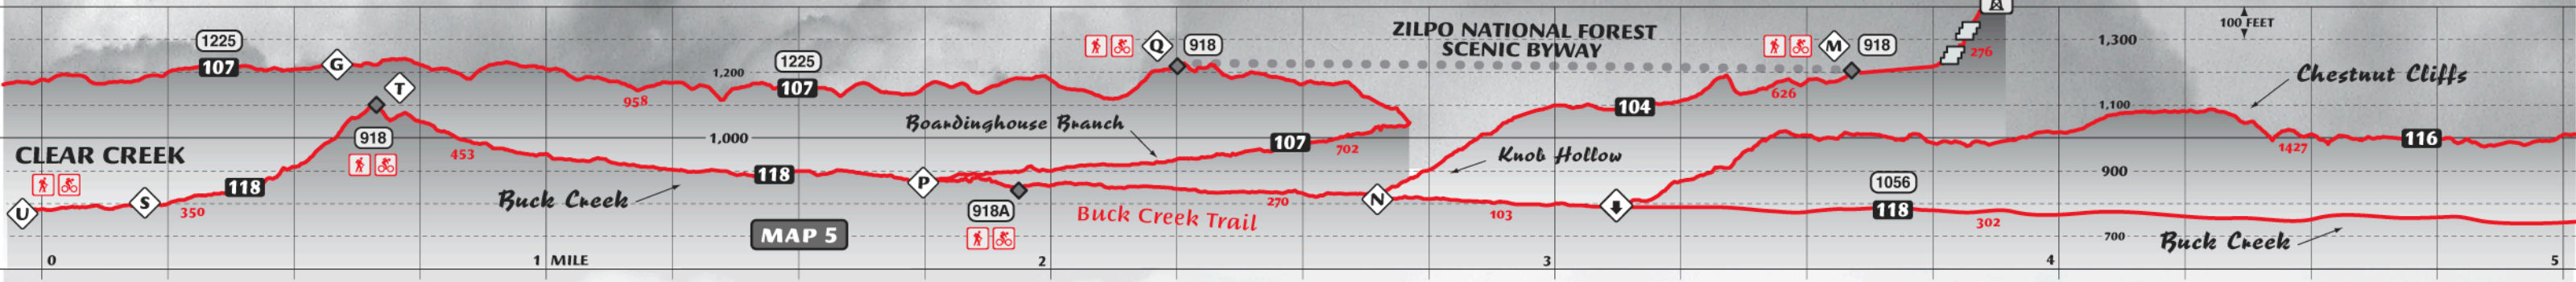 ZILPO NATIONAL FOREST
SCENIC BYWAY
100 FEET
1,300
276
1225
107
G
1225
107
1,200
Q
918
M
918
958
626
104
T
918
Chestnut Cliffs
1,100
Boardinghouse Branch
107
702
1,000
1427
116
CLEAR CREEK
453
118
Knob Hollow
900
U
S
350
118
Buck Creek
P
918A
Buck Creek Trail
270
N
103
1056
118
302
Buck Creek
700
MAP 5
0
1 MILE
2
3
4
5